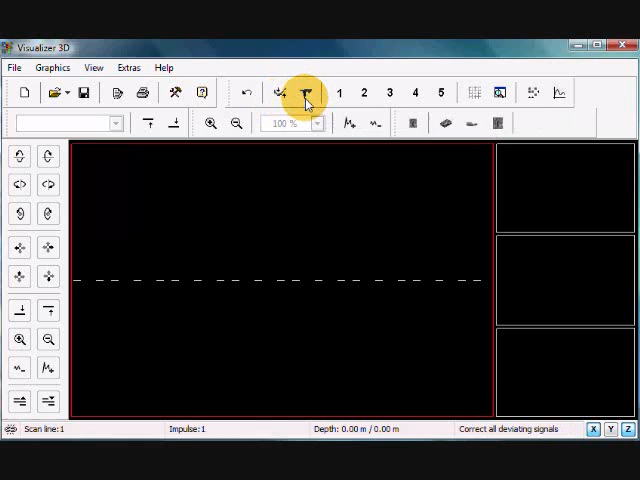 Visualizer 3D
File Graphics View Extras Help
1 2 3 4 5
100 %
Scan line:1 Impulse:1 Depth: 0.00 m / 0.00 m Correct all deviating signals X Y Z